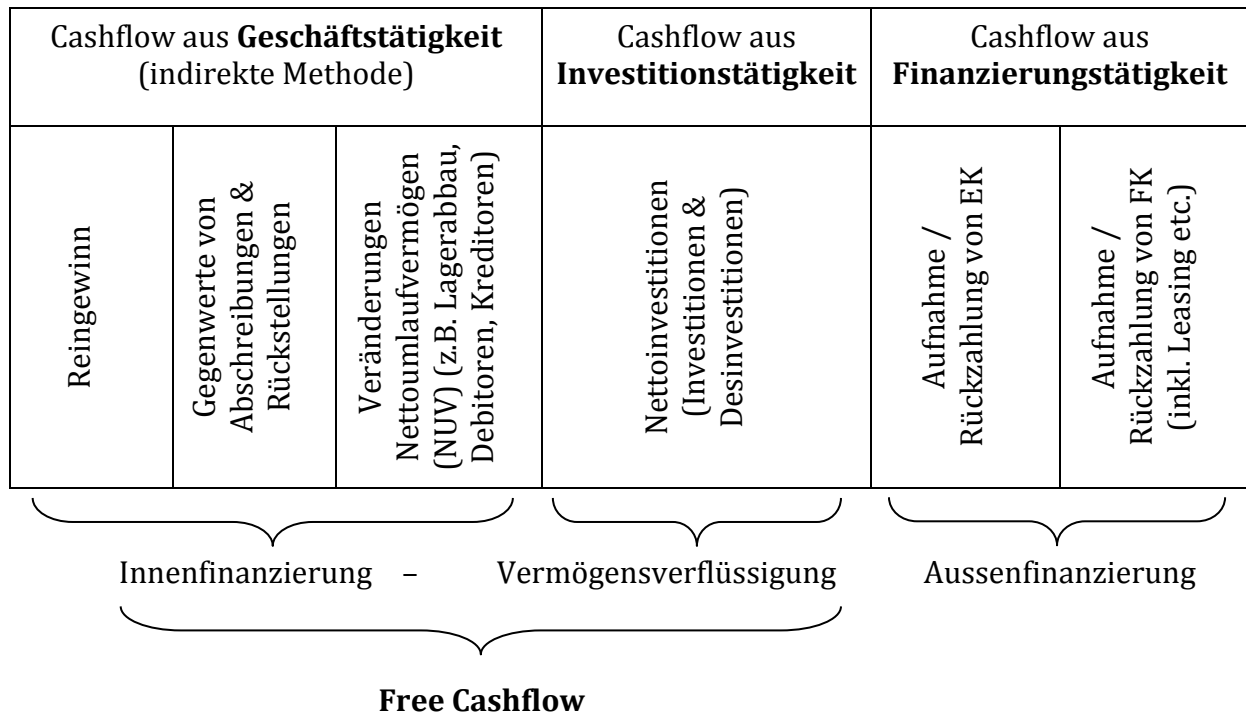 Cashflow aus Geschäftstätigkeit
(indirekte Methode)
Cashflow aus
Investitionstätigkeit
Cashflow aus
Finanzierungstätigkeit
Reingewinn
Gegenwerte von
Abschreibungen &
Rückstellungen
Veränderungen
Nettoumlaufvermögen
(NUV) (z.B. Lagerabbau,
Debitoren, Kreditoren)
Nettoinvestitionen
(Investitionen &
Desinvestitionen)
Aufnahme /
Rückzahlung von EK
Aufnahme /
Rückzahlung von FK
(inkl. Leasing etc.)
Innenfinanzierung – Vermögensverflüssigung
Aussenfinanzierung
Free Cashflow